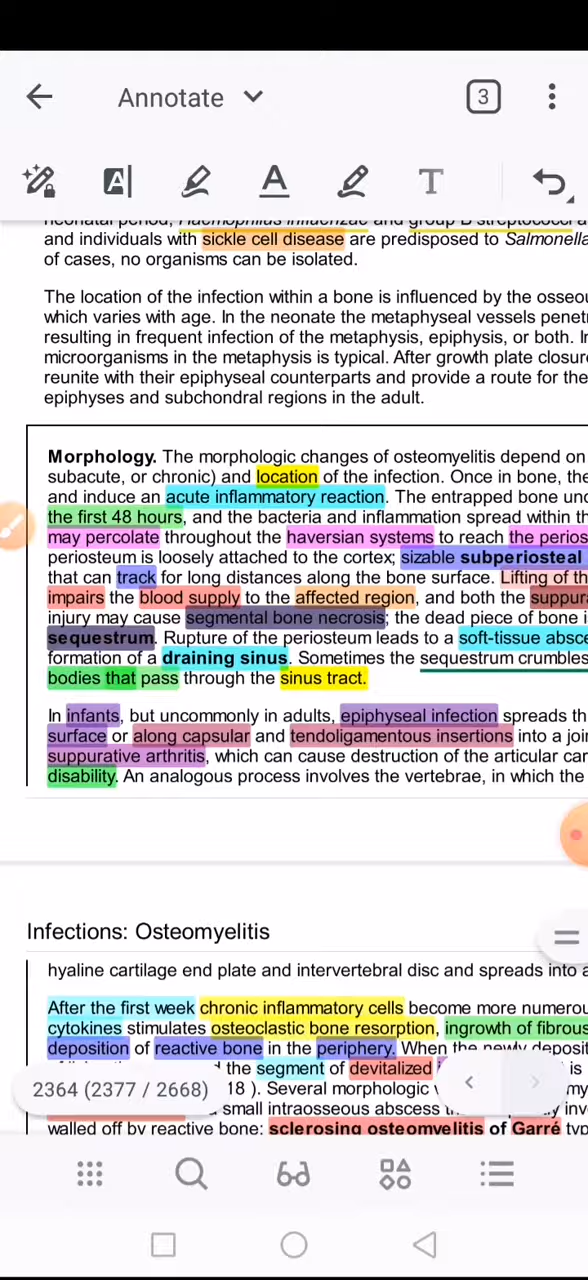 Annotate
3
A
A
T
neonatal period, Haemophilus influenzae and group B streptococci a
and individuals with sickle cell disease are predisposed to Salmonella
of cases, no organisms can be isolated.
The location of the infection within a bone is influenced by the osseou
which varies with age. In the neonate the metaphyseal vessels penetr
resulting in frequent infection of the metaphysis, epiphysis, or both. In
microorganisms in the metaphysis is typical. After growth plate closure
reunite with their epiphyseal counterparts and provide a route for the
epiphyses and subchondral regions in the adult.
Morphology. The morphologic changes of osteomyelitis depend on
subacute, or chronic) and location of the infection. Once in bone, the
and induce an acute inflammatory reaction. The entrapped bone und
the first 48 hours, and the bacteria and inflammation spread within th
may percolate throughout the haversian systems to reach the perios
periosteum is loosely attached to the cortex; sizable subperiosteal
that can track for long distances along the bone surface. Lifting of th
impairs the blood supply to the affected region, and both the suppura
injury may cause segmental bone necrosis; the dead piece of bone i
sequestrum. Rupture of the periosteum leads to a soft-tissue absce
formation of a draining sinus. Sometimes the sequestrum crumbles
bodies that pass through the sinus tract.
In infants, but uncommonly in adults, epiphyseal infection spreads th
surface or along capsular and tendoligamentous insertions into a join
suppurative arthritis, which can cause destruction of the articular car
disability. An analogous process involves the vertebrae, in which the
Infections: Osteomyelitis
hyaline cartilage end plate and intervertebral disc and spreads into a
After the first week chronic inflammatory cells become more numerou
cytokines stimulates osteoclastic bone resorption, ingrowth of fibrous
deposition of reactive bone in the periphery. When the newly deposit
the segment of devitalized is
2364 (2377 / 2668) 18 ). Several morphologic my
small intraosseous abscess inv
walled off by reactive bone; sclerosing osteomyelitis of Garré typ